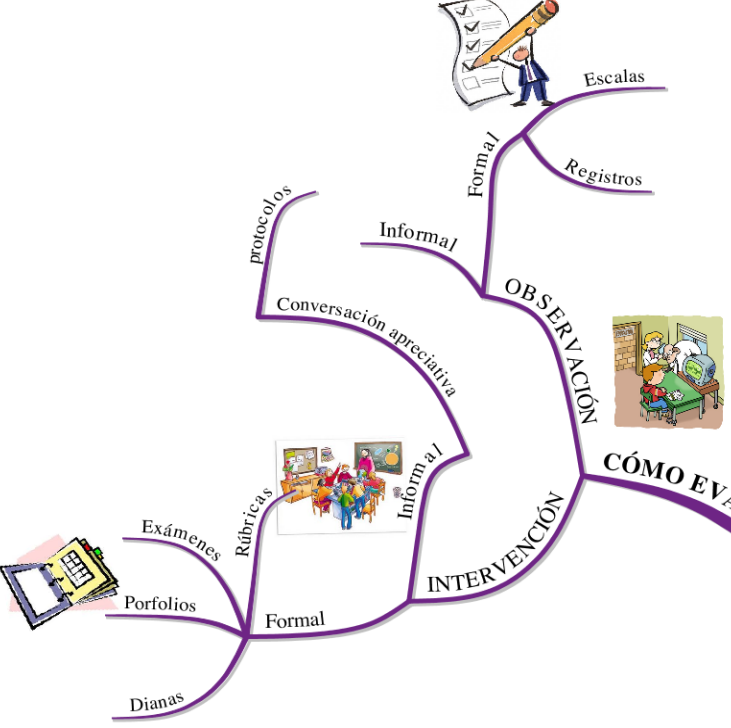 Escalas
Formal
Registros
protocolos
Informal
OBSERVACIÓN
Conversación apreciativa
CÓMO EVA
Informal
Rúbricas
Exámenes
INTERVENCIÓN
Porfolios
Formal
Dianas